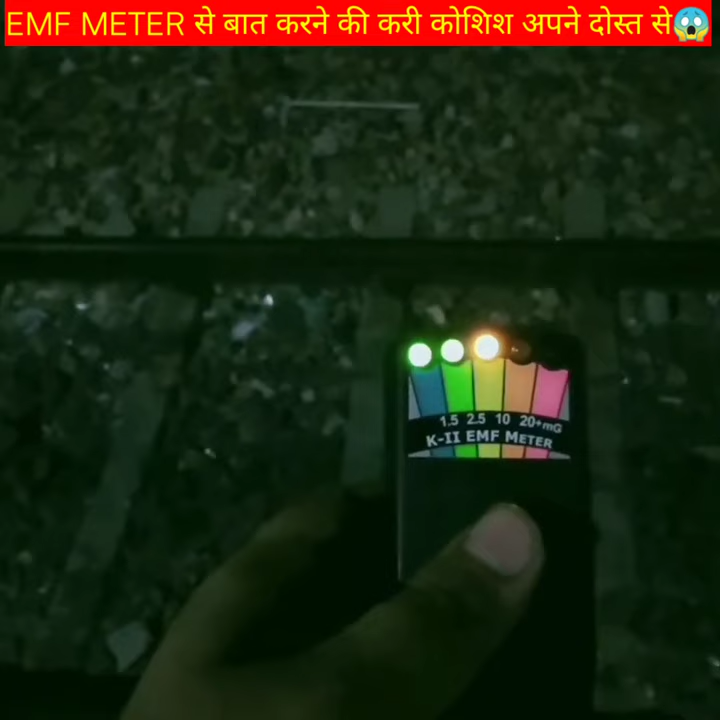 EMF METER से बात करने की करी कोशिश अपने दोस्त से😱
1.5 2.5 10 20+mG
K-II EMF METER